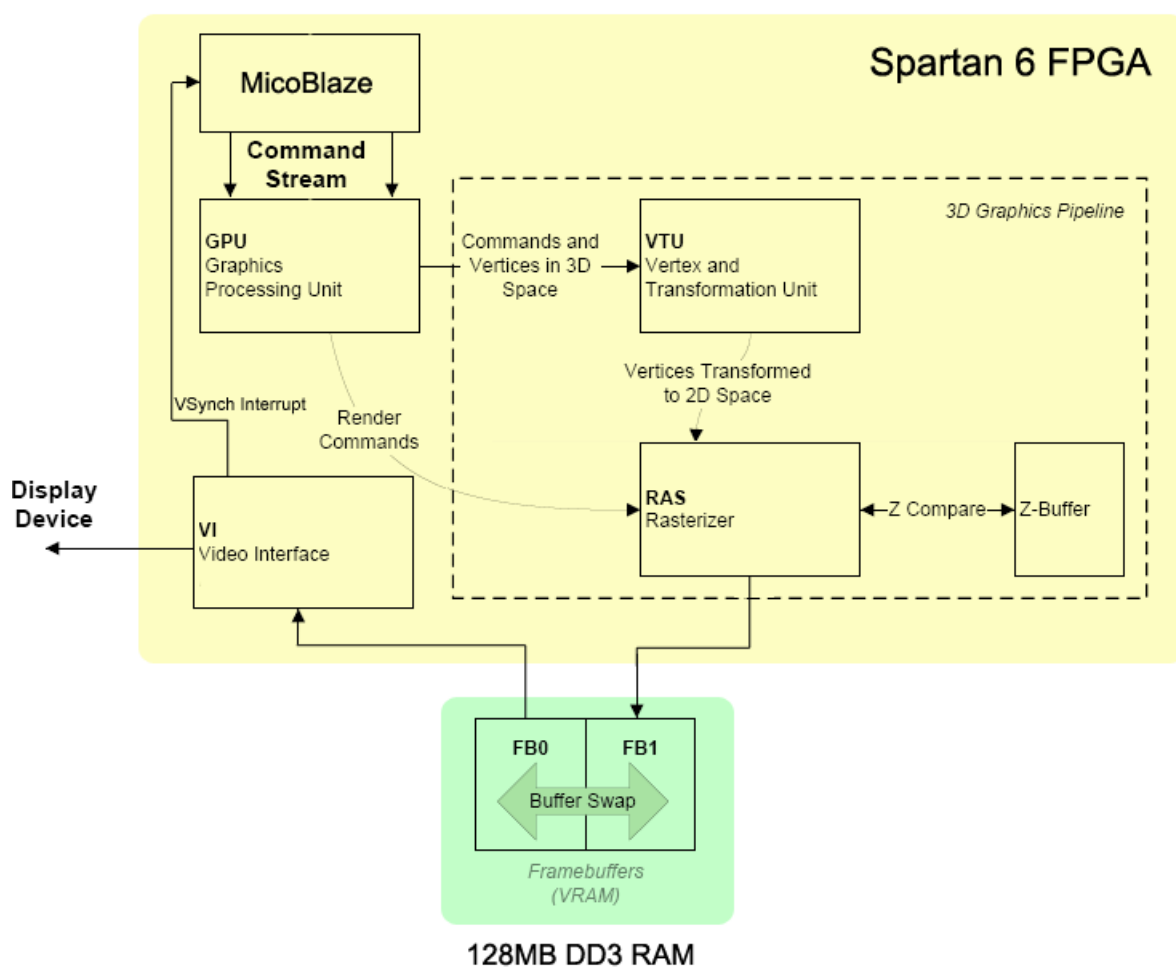 Spartan 6 FPGA
MicoBlaze
Command
Stream
3D Graphics Pipeline
GPU
Graphics
Processing Unit
Commands and
Vertices in 3D
Space
VTU
Vertex and
Transformation Unit
Vertices Transformed
to 2D Space
VSynch Interrupt
Render
Commands
Display
Device
VI
Video Interface
RAS
Rasterizer
Z Compare
Z-Buffer
FB0
FB1
Buffer Swap
Framebuffers
(VRAM)
128MB DD3 RAM